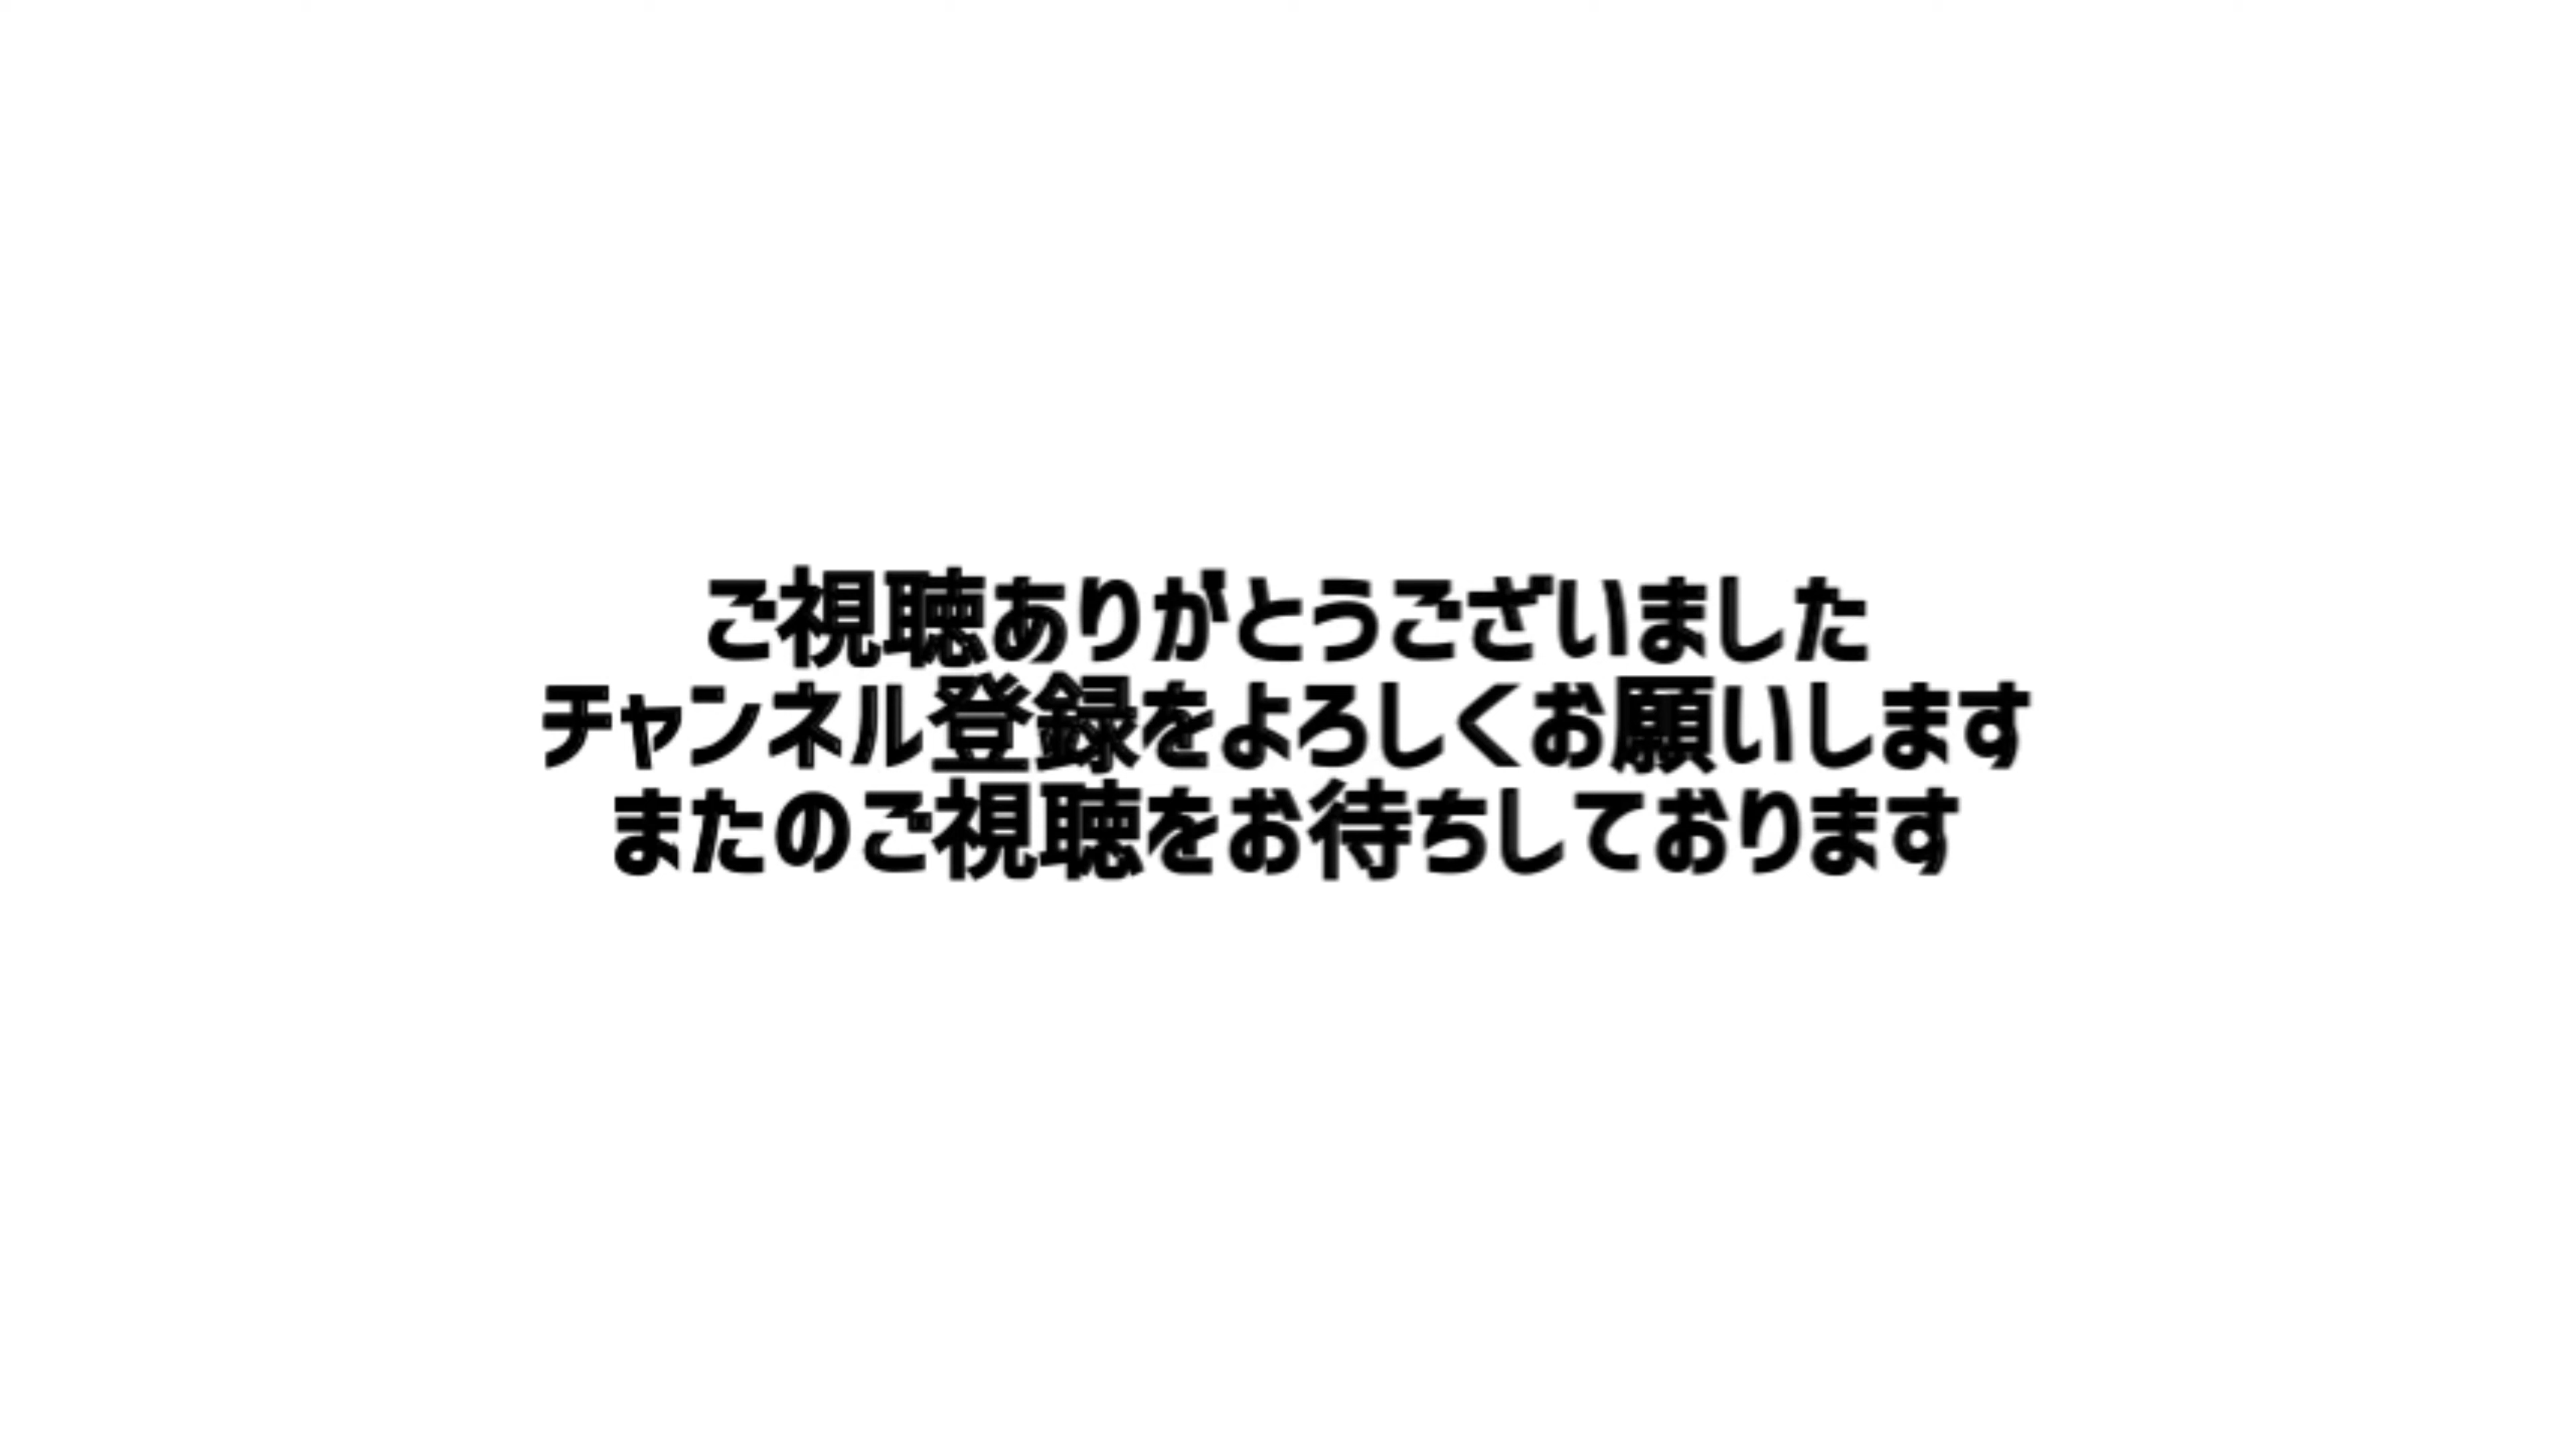 ご視聴ありがとうございました
チャンネル登録をよろしくお願いします
またのご視聴をお待ちしております